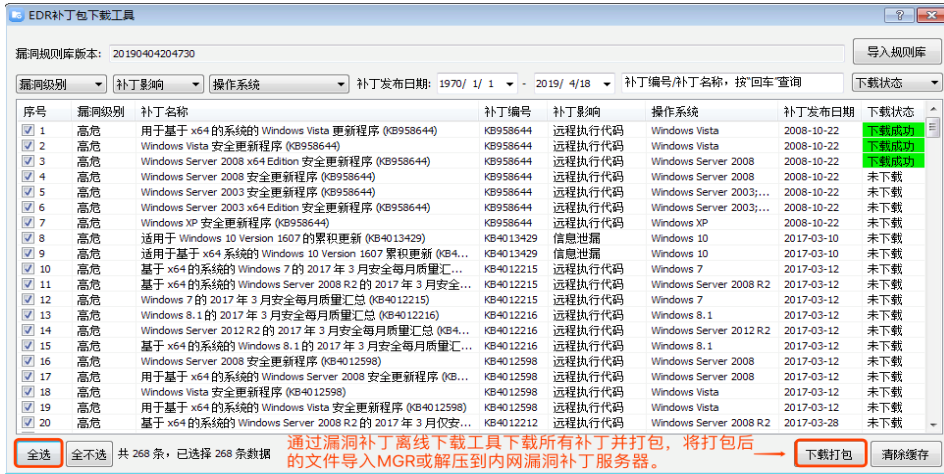 EDR补丁包下载工具
漏洞规则库版本: 20190404204730 导入规则库
漏洞级别 补丁影响 操作系统 补丁发布日期: 1970/ 1/ 1 - 2019/ 4/18 补丁编号/补丁名称，按"回车"查询 下载状态
序号 漏洞级别 补丁名称 补丁编号 补丁影响 操作系统 补丁发布日期 下载状态
1 高危 用于基于 x64 的系统的 Windows Vista 更新程序 (KB958644) KB958644 远程执行代码 Windows Vista 2008-10-22 下载成功
2 高危 Windows Vista 安全更新程序 (KB958644) KB958644 远程执行代码 Windows Vista 2008-10-22 下载成功
3 高危 Windows Server 2008 x64 Edition 安全更新程序 (KB958644) KB958644 远程执行代码 Windows Server 2008 2008-10-22 下载成功
4 高危 Windows Server 2008 安全更新程序 (KB958644) KB958644 远程执行代码 Windows Server 2008 2008-10-22 未下载
5 高危 Windows Server 2003 安全更新程序 (KB958644) KB958644 远程执行代码 Windows Server 2003;... 2008-10-22 未下载
6 高危 Windows Server 2003 x64 Edition 安全更新程序 (KB958644) KB958644 远程执行代码 Windows Server 2003;... 2008-10-22 未下载
7 高危 Windows XP 安全更新程序 (KB958644) KB958644 远程执行代码 Windows XP 2008-10-22 未下载
8 高危 适用于 Windows 10 Version 1607 的累积更新 (KB4013429) KB4013429 信息泄漏 Windows 10 2017-03-10 未下载
9 高危 适用于基于 x64 的系统的 Windows 10 Version 1607 累积更新 (KB4... KB4013429 信息泄漏 Windows 10 2017-03-10 未下载
10 高危 基于 x64 的系统的 Windows 7 的 2017 年 3 月安全每月质量汇... KB4012215 远程执行代码 Windows 7 2017-03-12 未下载
11 高危 基于 x64 的系统的 Windows Server 2008 R2 的 2017 年 3 月安全... KB4012215 远程执行代码 Windows Server 2008 R2 2017-03-12 未下载
12 高危 Windows 7 的 2017 年 3 月安全每月质量汇总 (KB4012215) KB4012215 远程执行代码 Windows 7 2017-03-12 未下载
13 高危 Windows 8.1 的 2017 年 3 月安全每月质量汇总 (KB4012216) KB4012216 远程执行代码 Windows 8.1 2017-03-12 未下载
14 高危 Windows Server 2012 R2 的 2017 年 3 月安全每月质量汇总 (KB4... KB4012216 远程执行代码 Windows Server 2012 R2 2017-03-12 未下载
15 高危 基于 x64 的系统的 Windows 8.1 的 2017 年 3 月安全每月质量汇... KB4012216 远程执行代码 Windows 8.1 2017-03-12 未下载
16 高危 Windows Server 2008 安全更新程序 (KB4012598) KB4012598 远程执行代码 Windows Server 2008 2017-03-12 未下载
17 高危 用于基于 x64 的系统的 Windows Server 2008 安全更新程序 (KB... KB4012598 远程执行代码 Windows Server 2008 2017-03-12 未下载
18 高危 Windows Vista 安全更新程序 (KB4012598) KB4012598 远程执行代码 Windows Vista 2017-03-12 未下载
19 高危 用于基于 x64 的系统的 Windows Vista 安全更新程序 (KB4012598) KB4012598 远程执行代码 Windows Vista 2017-03-12 未下载
20 高危 基于 x64 的系统的 Windows Server 2008 R2 的 2017 年 3 月仅安... KB4012212 远程执行代码 Windows Server 2008 R2 2017-03-28 未下载
全选 全不选 共 268 条，已选择 268 条数据 下载打包 清除缓存
通过漏洞补丁离线下载工具下载所有补丁并打包，将打包后
的文件导入MGR或解压到内网漏洞补丁服务器。